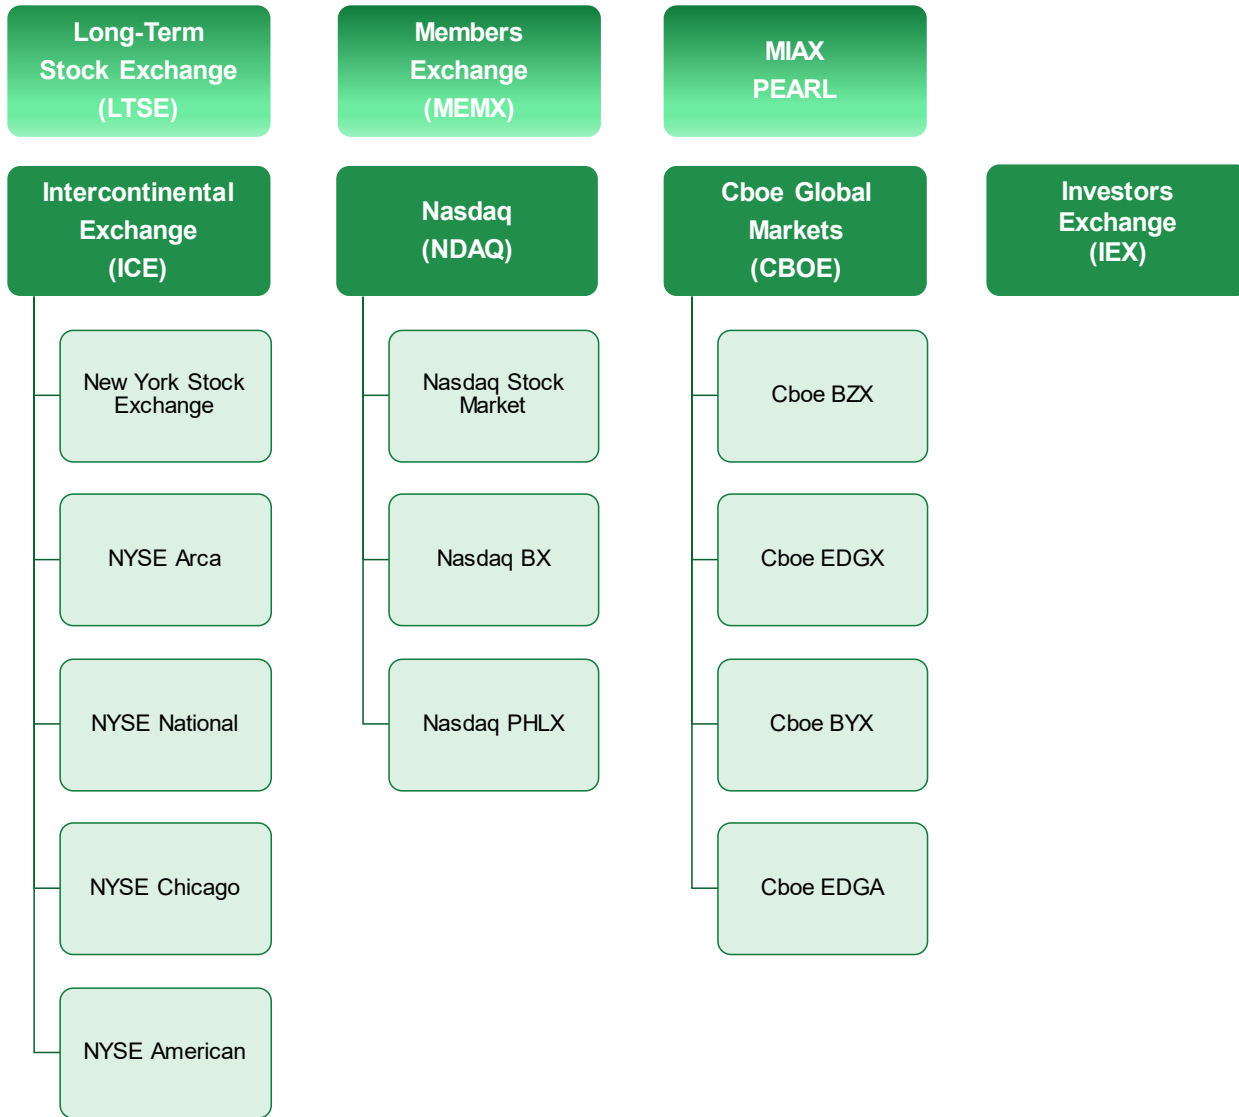 Long-Term
Stock Exchange
(LTSE)
Members
Exchange
(MEMX)
MIAX
PEARL
Intercontinental
Exchange
(ICE)
Nasdaq
(NDAQ)
Cboe Global
Markets
(CBOE)
Investors
Exchange
(IEX)
New York Stock
Exchange
Nasdaq Stock
Market
Cboe BZX
NYSE Arca
Nasdaq BX
Cboe EDGX
NYSE National
Nasdaq PHLX
Cboe BYX
NYSE Chicago
Cboe EDGA
NYSE American